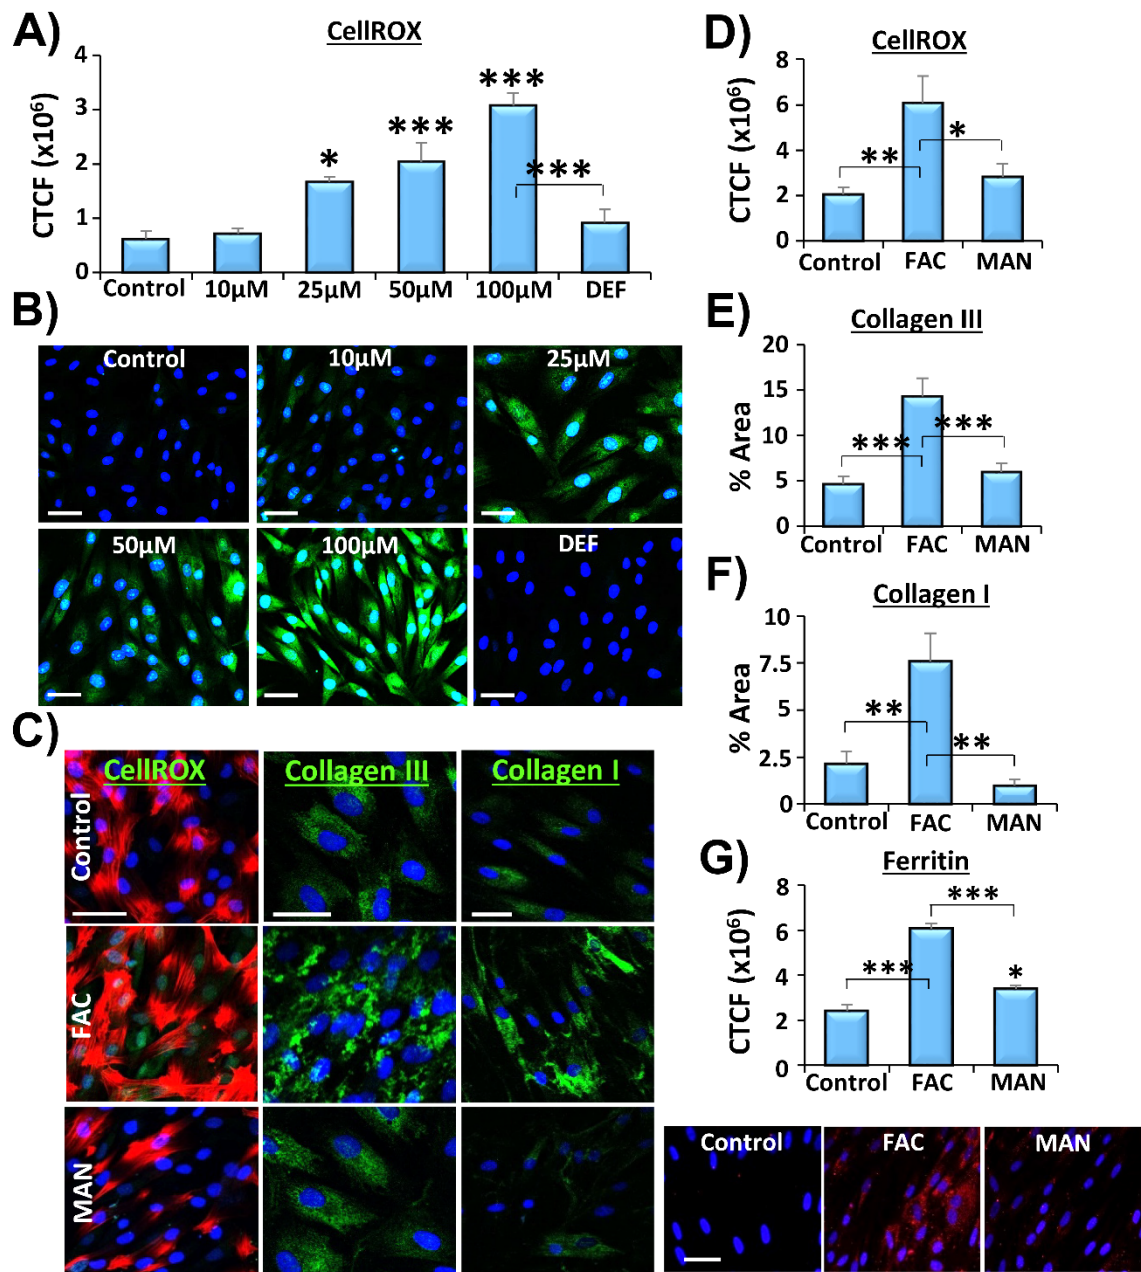 A)
CellROX
CTCF (x10⁶)
4
3
2
1
0
*
***
***
***
Control
10µM
25µM
50µM
100µM
DEF
B)
Control
10µM
25µM
50µM
100µM
DEF
C)
CellROX
Collagen III
Collagen I
Control
FAC
MAN
D)
CellROX
CTCF (x10⁶)
8
6
4
2
0
**
*
Control
FAC
MAN
E)
Collagen III
% Area
20
15
10
5
0
***
***
Control
FAC
MAN
F)
Collagen I
% Area
10
7.5
5
2.5
0
**
**
Control
FAC
MAN
G)
Ferritin
CTCF (x10⁶)
8
6
4
2
0
***
***
*
Control
FAC
MAN
Control
FAC
MAN